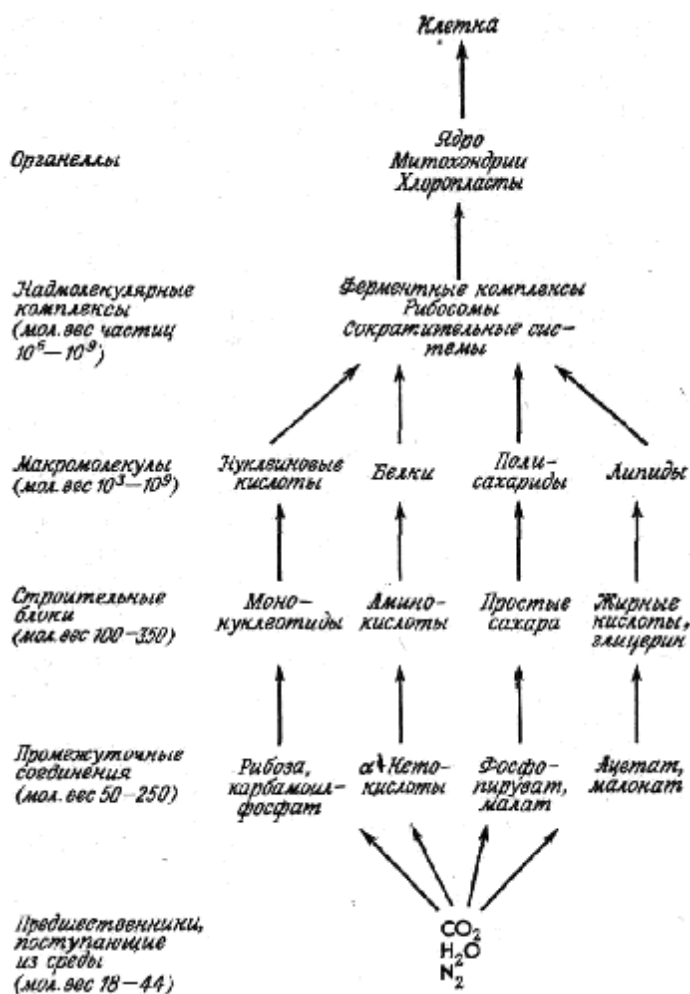 Клетка
Органеллы
Ядро
Митохондрии
Хлоропласты
Надмолекулярные
комплексы
(мол. вес частиц
10⁶—10⁹)
Ферментные комплексы
Рибосомы
Сократительные сис-
темы
Макромолекулы
(мол. вес 10³—10⁹)
Нуклеиновые
кислоты
Белки
Поли-
сахариды
Липиды
Строительные
блоки
(мол. вес 100—350)
Моно-
нуклеотиды
Амино-
кислоты
Простые
сахара
Жирные
кислоты,
глицерин
Промежуточные
соединения
(мол. вес 50—250)
Рибоза,
карбамоил-
фосфат
α-Кето-
кислоты
Фосфо-
пируват,
малат
Ацетат,
малонат
Предшественники,
поступающие
из среды
(мол. вес 18—44)
CO₂
H₂O
N₂